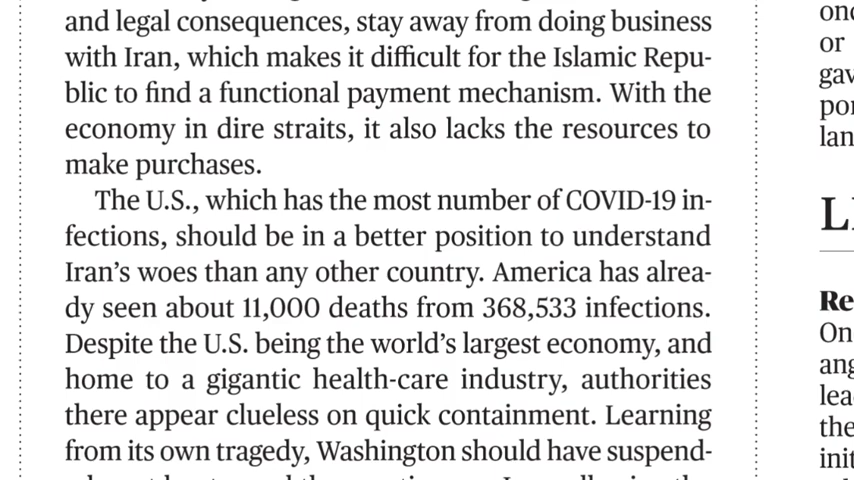 and legal consequences, stay away from doing business
with Iran, which makes it difficult for the Islamic Repu-
blic to find a functional payment mechanism. With the
economy in dire straits, it also lacks the resources to
make purchases.
The U.S., which has the most number of COVID-19 in-
fections, should be in a better position to understand
Iran’s woes than any other country. America has alrea-
dy seen about 11,000 deaths from 368,533 infections.
Despite the U.S. being the world’s largest economy, and
home to a gigantic health-care industry, authorities
there appear clueless on quick containment. Learning
from its own tragedy, Washington should have suspend-
or
On
the